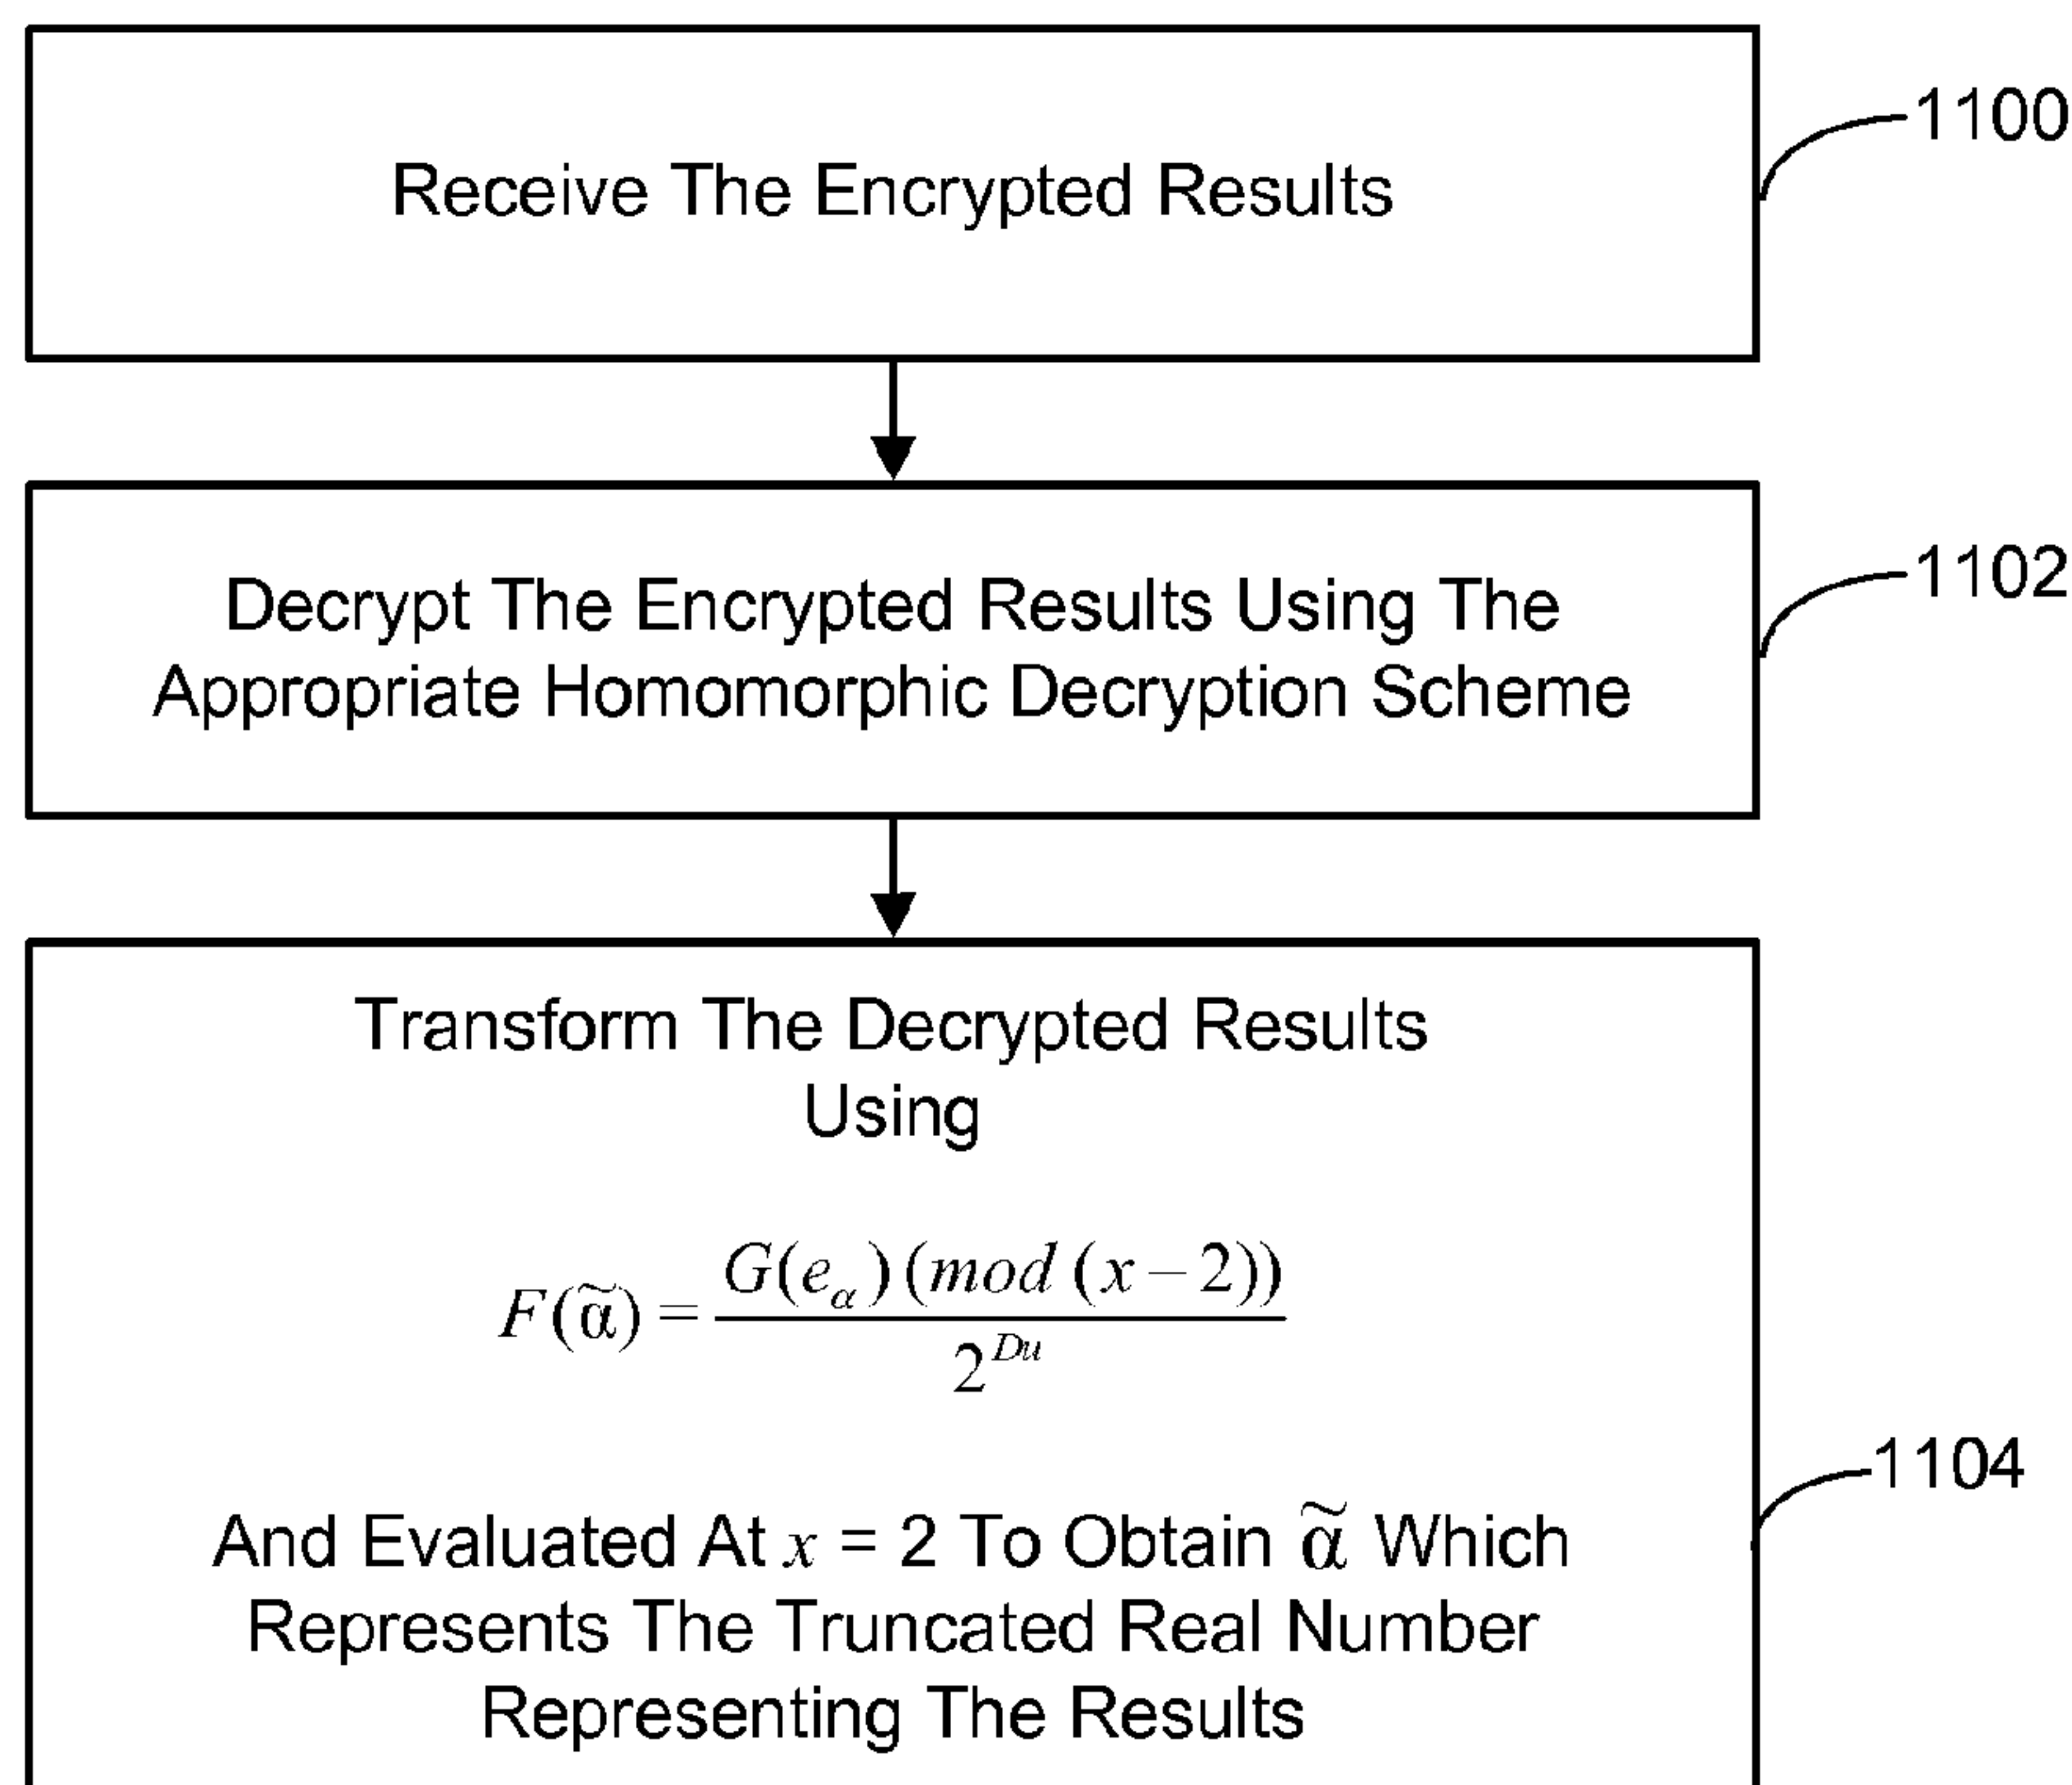 Receive The Encrypted Results
1100
Decrypt The Encrypted Results Using The
Appropriate Homomorphic Decryption Scheme
1102
Transform The Decrypted Results
Using
F(α̃) = G(e_α)(mod (x − 2)) / 2^{Du}
And Evaluated At x = 2 To Obtain α̃ Which
Represents The Truncated Real Number
Representing The Results
1104